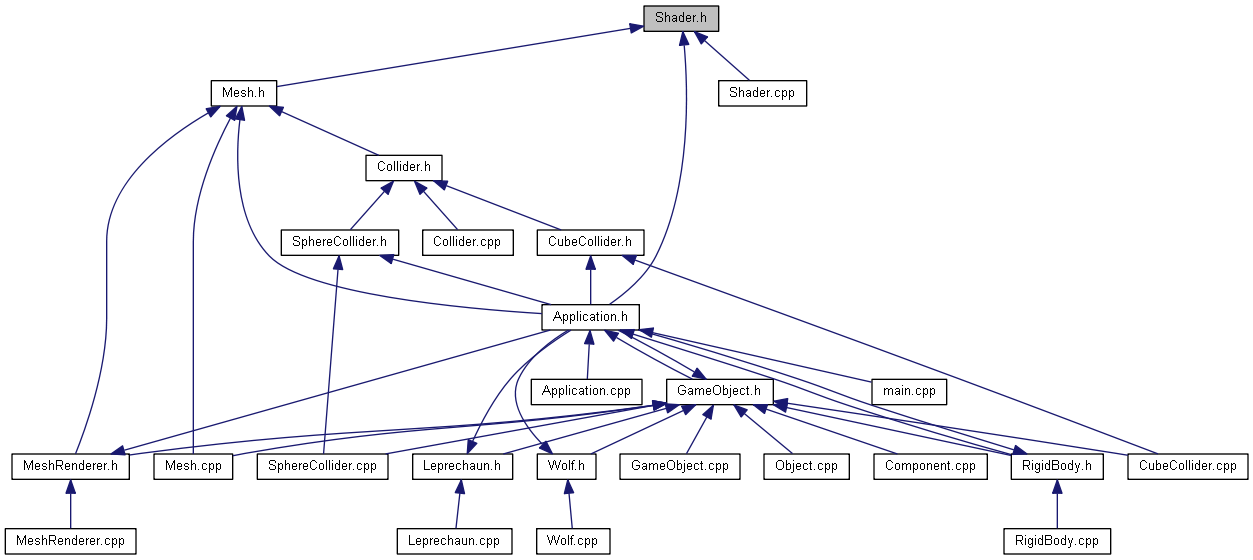 Shader.h
Mesh.h
Shader.cpp
Collider.h
SphereCollider.h
Collider.cpp
CubeCollider.h
Application.h
Application.cpp
GameObject.h
main.cpp
MeshRenderer.h
Mesh.cpp
SphereCollider.cpp
Leprechaun.h
Wolf.h
GameObject.cpp
Object.cpp
Component.cpp
RigidBody.h
CubeCollider.cpp
MeshRenderer.cpp
Leprechaun.cpp
Wolf.cpp
RigidBody.cpp